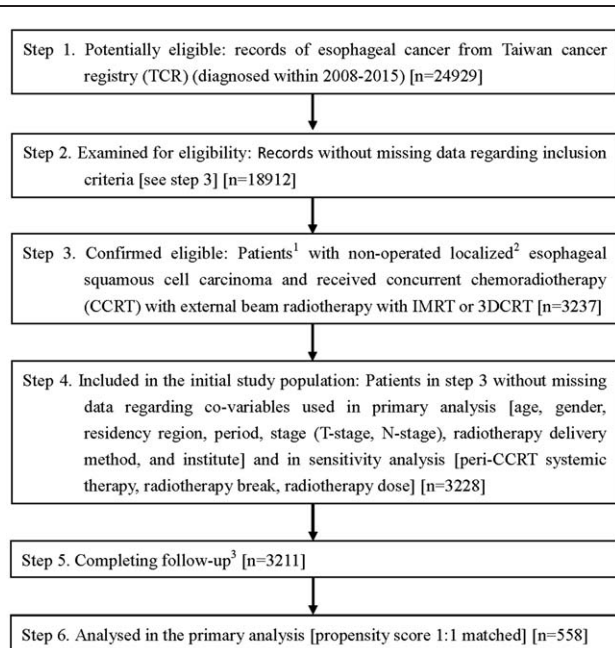 Step 1. Potentially eligible: records of esophageal cancer from Taiwan cancer
registry (TCR) (diagnosed within 2008-2015) [n=24929]
Step 2. Examined for eligibility: Records without missing data regarding inclusion
criteria [see step 3] [n=18912]
Step 3. Confirmed eligible: Patients¹ with non-operated localized² esophageal
squamous cell carcinoma and received concurrent chemoradiotherapy
(CCRT) with external beam radiotherapy with IMRT or 3DCRT [n=3237]
Step 4. Included in the initial study population: Patients in step 3 without missing
data regarding co-variables used in primary analysis [age, gender,
residency region, period, stage (T-stage, N-stage), radiotherapy delivery
method, and institute] and in sensitivity analysis [peri-CCRT systemic
therapy, radiotherapy break, radiotherapy dose] [n=3228]
Step 5. Completing follow-up³ [n=3211]
Step 6. Analysed in the primary analysis [propensity score 1:1 matched] [n=558]